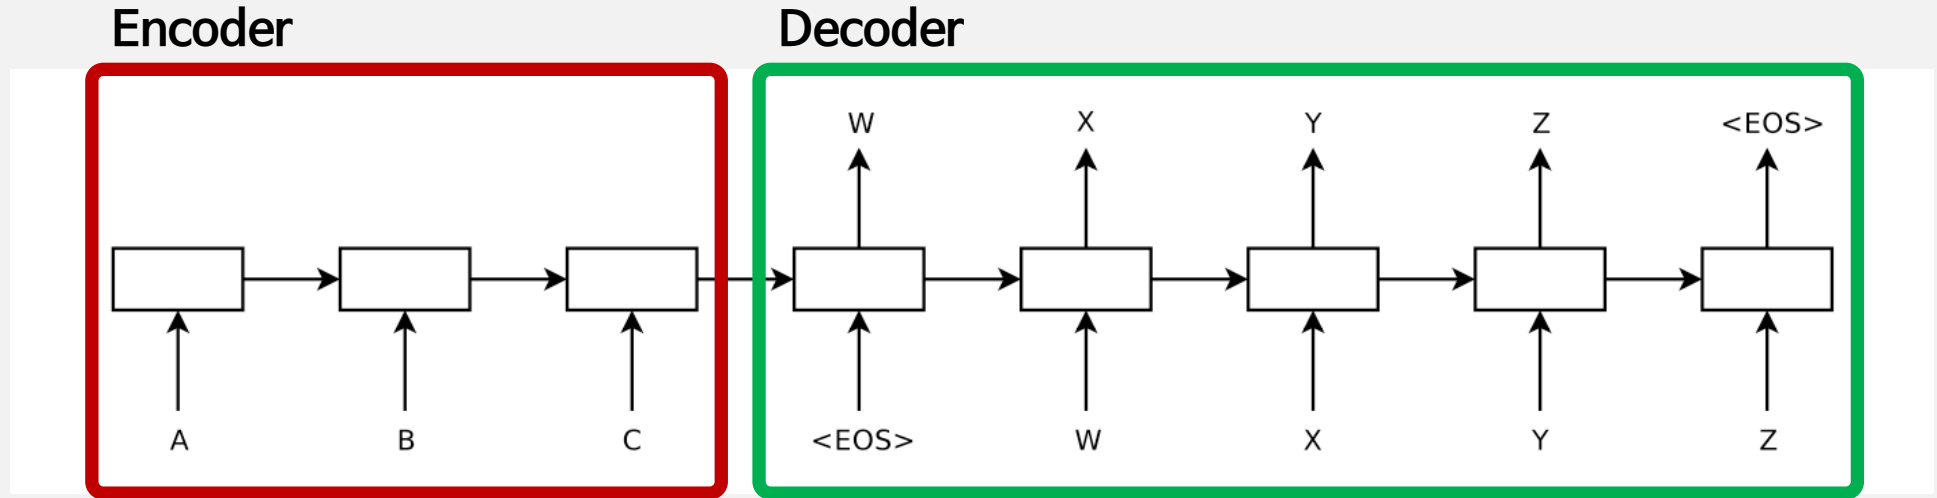 Encoder
Decoder
W X Y Z <EOS>
A B C <EOS> W X Y Z